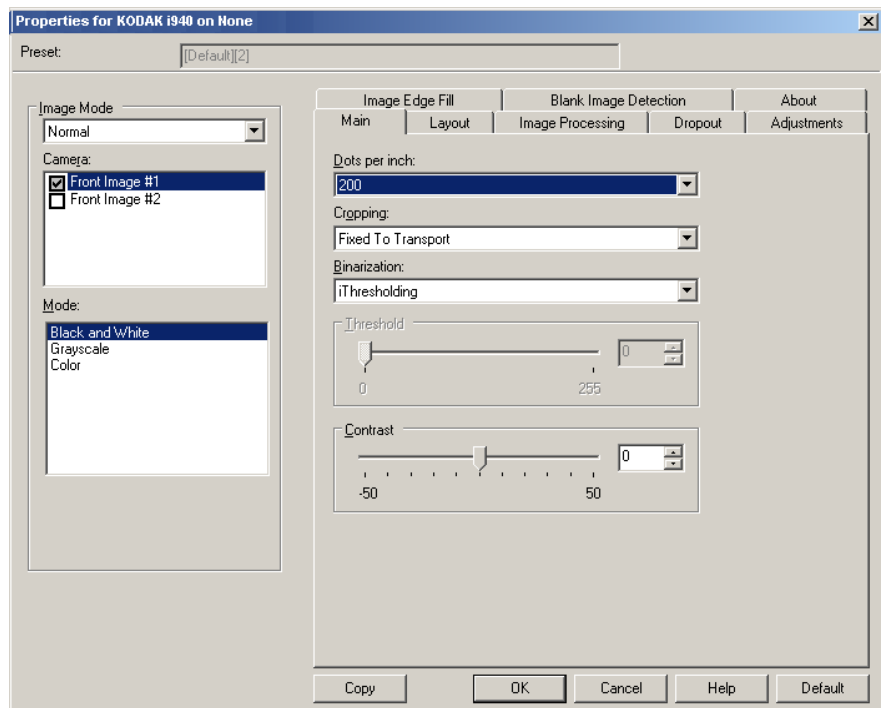 Properties for KODAK i940 on None
Preset:
[Default][2]
Image Mode
Normal
Camera:
Front Image #1
Front Image #2
Mode:
Black and White
Grayscale
Color
Image Edge Fill
Blank Image Detection
About
Main
Layout
Image Processing
Dropout
Adjustments
Dots per inch:
200
Cropping:
Fixed To Transport
Binarization:
iThresholding
Threshold
0
0
255
Contrast
0
-50
50
Copy
OK
Cancel
Help
Default